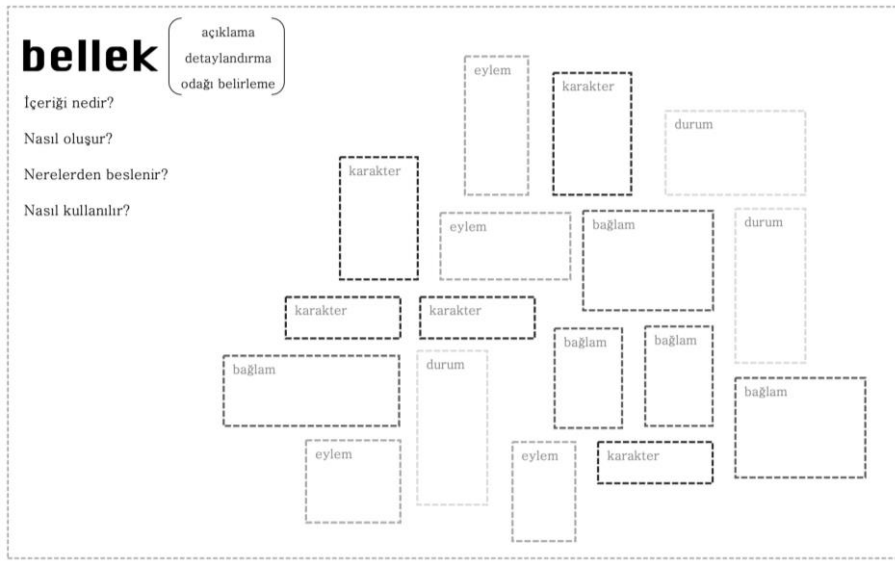 bellek
açıklama
detaylandırma
odağı belirleme
İçeriği nedir?
Nasıl oluşur?
Nerelerden beslenir?
Nasıl kullanılır?
eylem
karakter
durum
karakter
eylem
bağlam
durum
karakter
karakter
bağlam
bağlam
bağlam
durum
bağlam
eylem
eylem
karakter